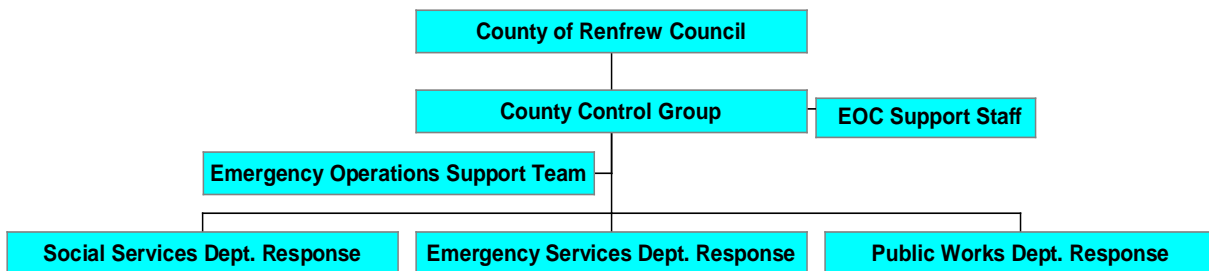 County of Renfrew Council
County Control Group
EOC Support Staff
Emergency Operations Support Team
Social Services Dept. Response
Emergency Services Dept. Response
Public Works Dept. Response